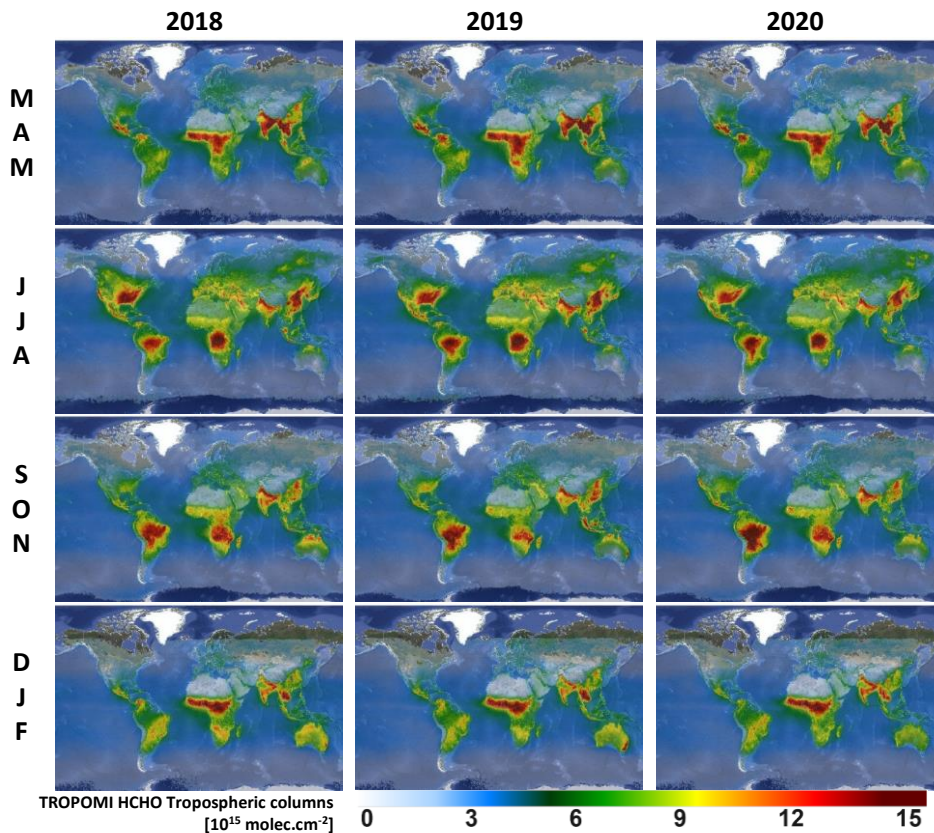 2018 2019 2020
M
A
M
J
J
A
S
O
N
D
J
F
TROPOMI HCHO Tropospheric columns
[10¹⁵ molec.cm⁻²]
0 3 6 9 12 15